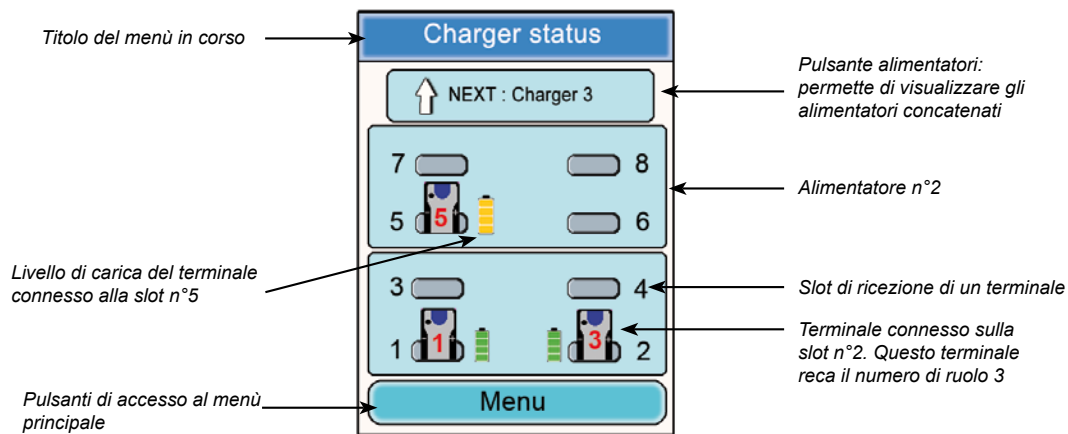 Titolo del menù in corso
Charger status
Pulsante alimentatori:
permette di visualizzare gli
alimentatori concatenati
NEXT : Charger 3
7
8
Alimentatore n°2
5
5
6
Livello di carica del terminale
connesso alla slot n°5
3
4
Slot di ricezione di un terminale
1
1
3
2
Terminale connesso sulla
slot n°2. Questo terminale
reca il numero di ruolo 3
Pulsanti di accesso al menù
principale
Menu